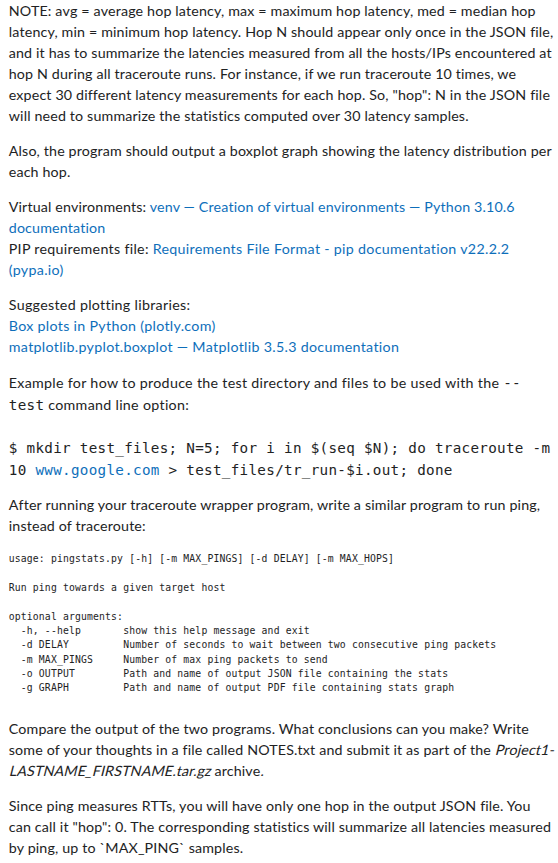 NOTE: avg = average hop latency, max = maximum hop latency, med = median hop
latency, min = minimum hop latency. Hop N should appear only once in the JSON file,
and it has to summarize the latencies measured from all the hosts/IPs encountered at
hop N during all traceroute runs. For instance, if we run traceroute 10 times, we
expect 30 different latency measurements for each hop. So, "hop": N in the JSON file
will need to summarize the statistics computed over 30 latency samples.
Also, the program should output a boxplot graph showing the latency distribution per
each hop.
Virtual environments: venv — Creation of virtual environments — Python 3.10.6
documentation
PIP requirements file: Requirements File Format - pip documentation v22.2.2
(pypa.io)
Suggested plotting libraries:
Box plots in Python (plotly.com)
matplotlib.pyplot.boxplot — Matplotlib 3.5.3 documentation
Example for how to produce the test directory and files to be used with the --
test command line option:
$ mkdir test_files; N=5; for i in $(seq $N); do traceroute -m
10 www.google.com > test_files/tr_run-$i.out; done
After running your traceroute wrapper program, write a similar program to run ping,
instead of traceroute:
usage: pingstats.py [-h] [-m MAX_PINGS] [-d DELAY] [-m MAX_HOPS]
Run ping towards a given target host
optional arguments:
-h, --help show this help message and exit
-d DELAY Number of seconds to wait between two consecutive ping packets
-m MAX_PINGS Number of max ping packets to send
-o OUTPUT Path and name of output JSON file containing the stats
-g GRAPH Path and name of output PDF file containing stats graph
Compare the output of the two programs. What conclusions can you make? Write
some of your thoughts in a file called NOTES.txt and submit it as part of the Project1-
LASTNAME_FIRSTNAME.tar.gz archive.
Since ping measures RTTs, you will have only one hop in the output JSON file. You
can call it "hop": 0. The corresponding statistics will summarize all latencies measured
by ping, up to `MAX_PING` samples.